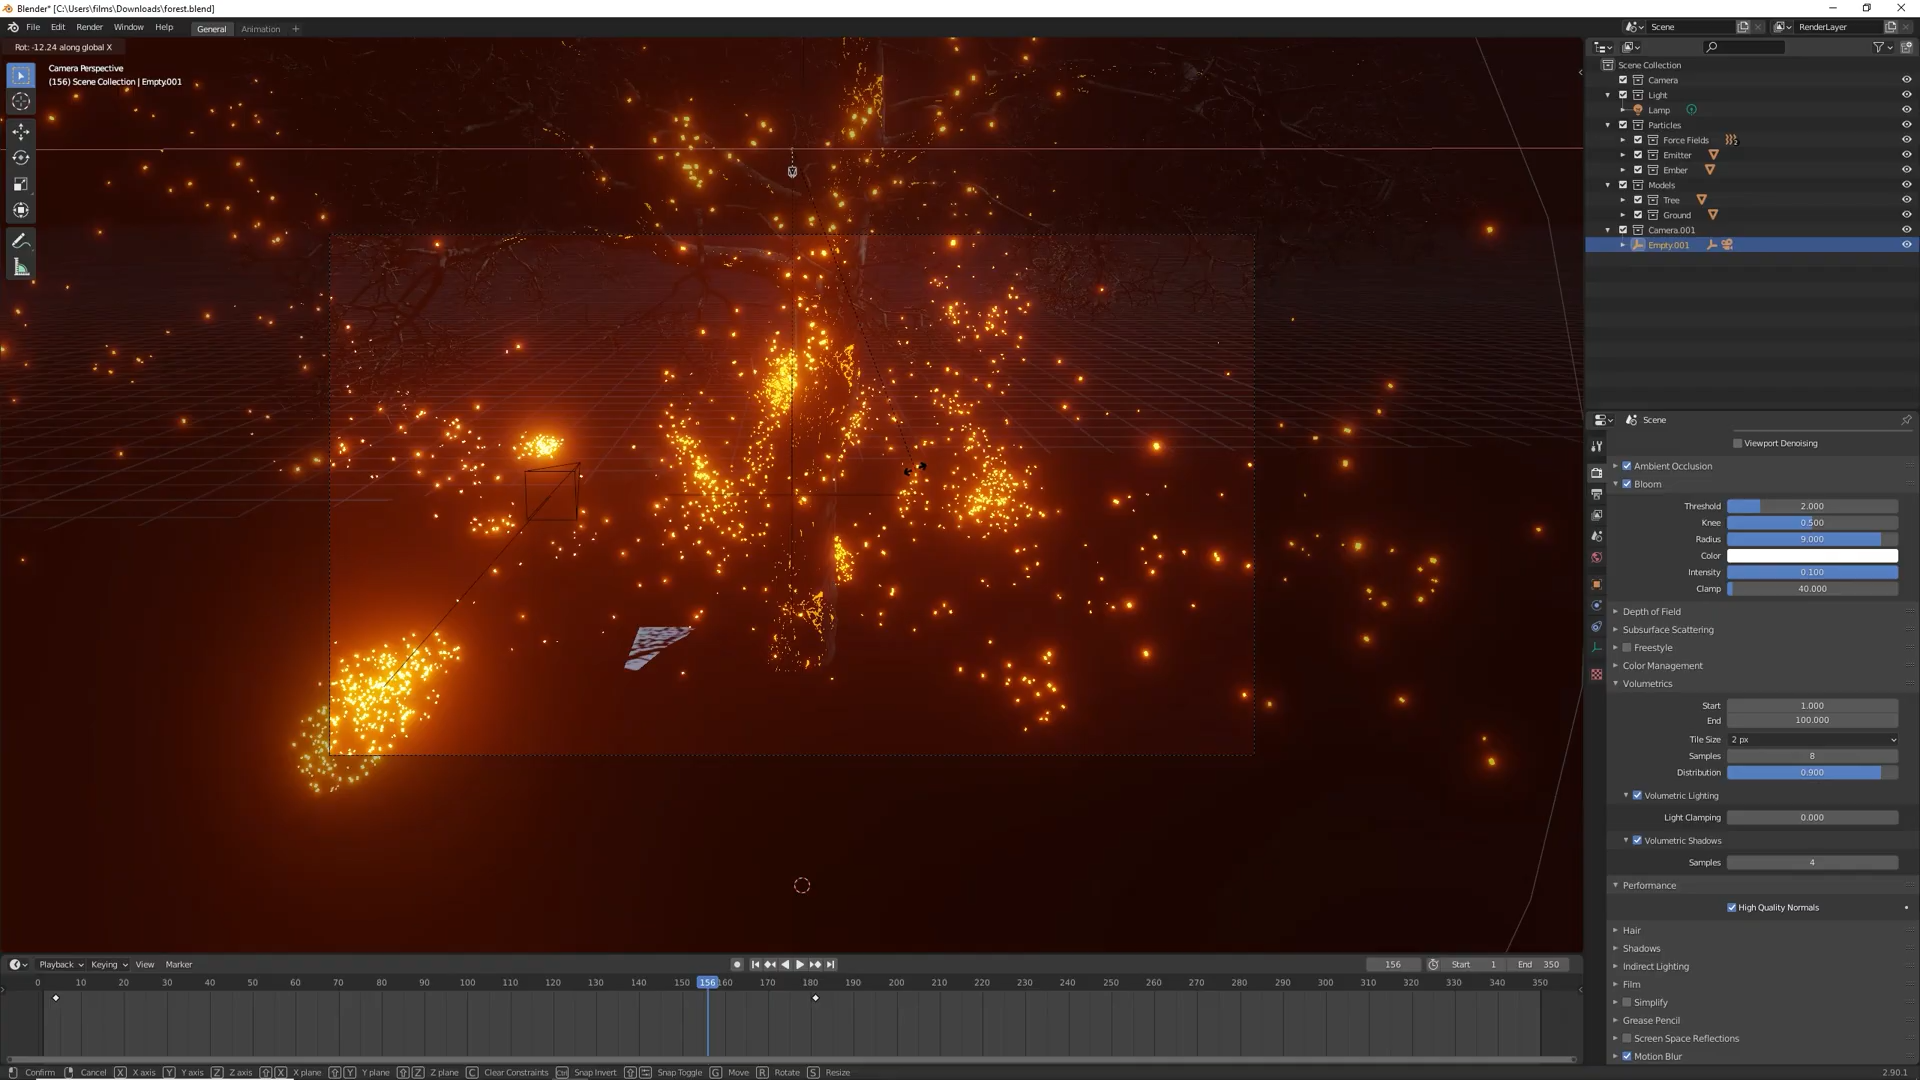 Blender* [C:\Users\films\Downloads\forest.blend]
File Edit Render Window Help General Animation + Scene RenderLayer
Rot: -12.24 along global X
Camera Perspective
(156) Scene Collection | Empty.001
Scene Collection
Camera
Light
Lamp
Particles
Force Fields 2
Emitter
Ember
Models
Tree
Ground
Camera.001
Empty.001
Scene
Viewport Denoising
Ambient Occlusion
Bloom
Threshold 2.000
Knee 0.500
Radius 9.000
Color
Intensity 0.100
Clamp 40.000
Depth of Field
Subsurface Scattering
Freestyle
Color Management
Volumetrics
Start 1.000
End 100.000
Tile Size 2 px
Samples 8
Distribution 0.900
Volumetric Lighting
Light Clamping 0.000
Volumetric Shadows
Samples 4
Performance
High Quality Normals
Hair
Shadows
Indirect Lighting
Film
Simplify
Grease Pencil
Screen Space Reflections
Motion Blur
Playback Keying View Marker 156 Start 1 End 350
0 10 20 30 40 50 60 70 80 90 100 110 120 130 140 150 156 160 170 180 190 200 210 220 230 240 250 260 270 280 290 300 310 320 330 340 350
Confirm Cancel X X axis Y Y axis Z Z axis X X plane Y Y plane Z Z plane C Clear Constraints Ctrl Snap Invert Snap Toggle G Move R Rotate S Resize 2.90.1